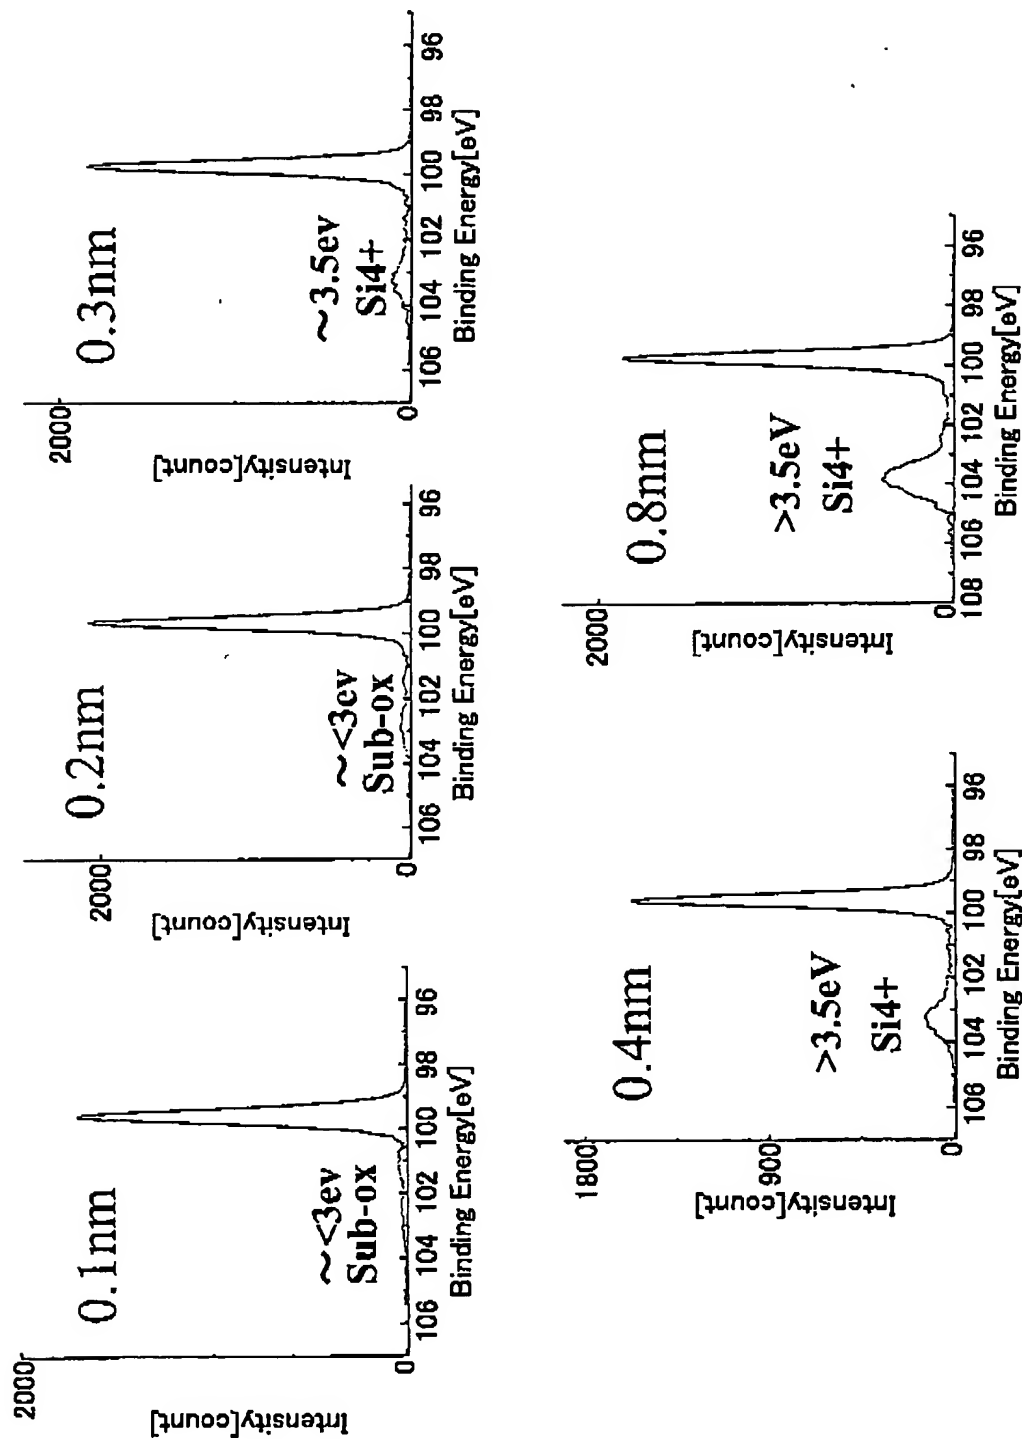 0.1nm
2000
0
Intensity[count]
~<3ev
Sub-ox
106 104 102 100 98 96
Binding Energy[eV]
0.2nm
2000
0
Intensity[count]
~<3ev
Sub-ox
106 104 102 100 98 96
Binding Energy[eV]
0.3nm
2000
0
Intensity[count]
~3.5ev
Si4+
106 104 102 100 98 96
Binding Energy[eV]
0.4nm
1800
900
0
Intensity[count]
>3.5eV
Si4+
106 104 102 100 98 96
Binding Energy[eV]
0.8nm
2000
0
Intensity[count]
>3.5eV
Si4+
108 106 104 102 100 98 96
Binding Energy[eV]